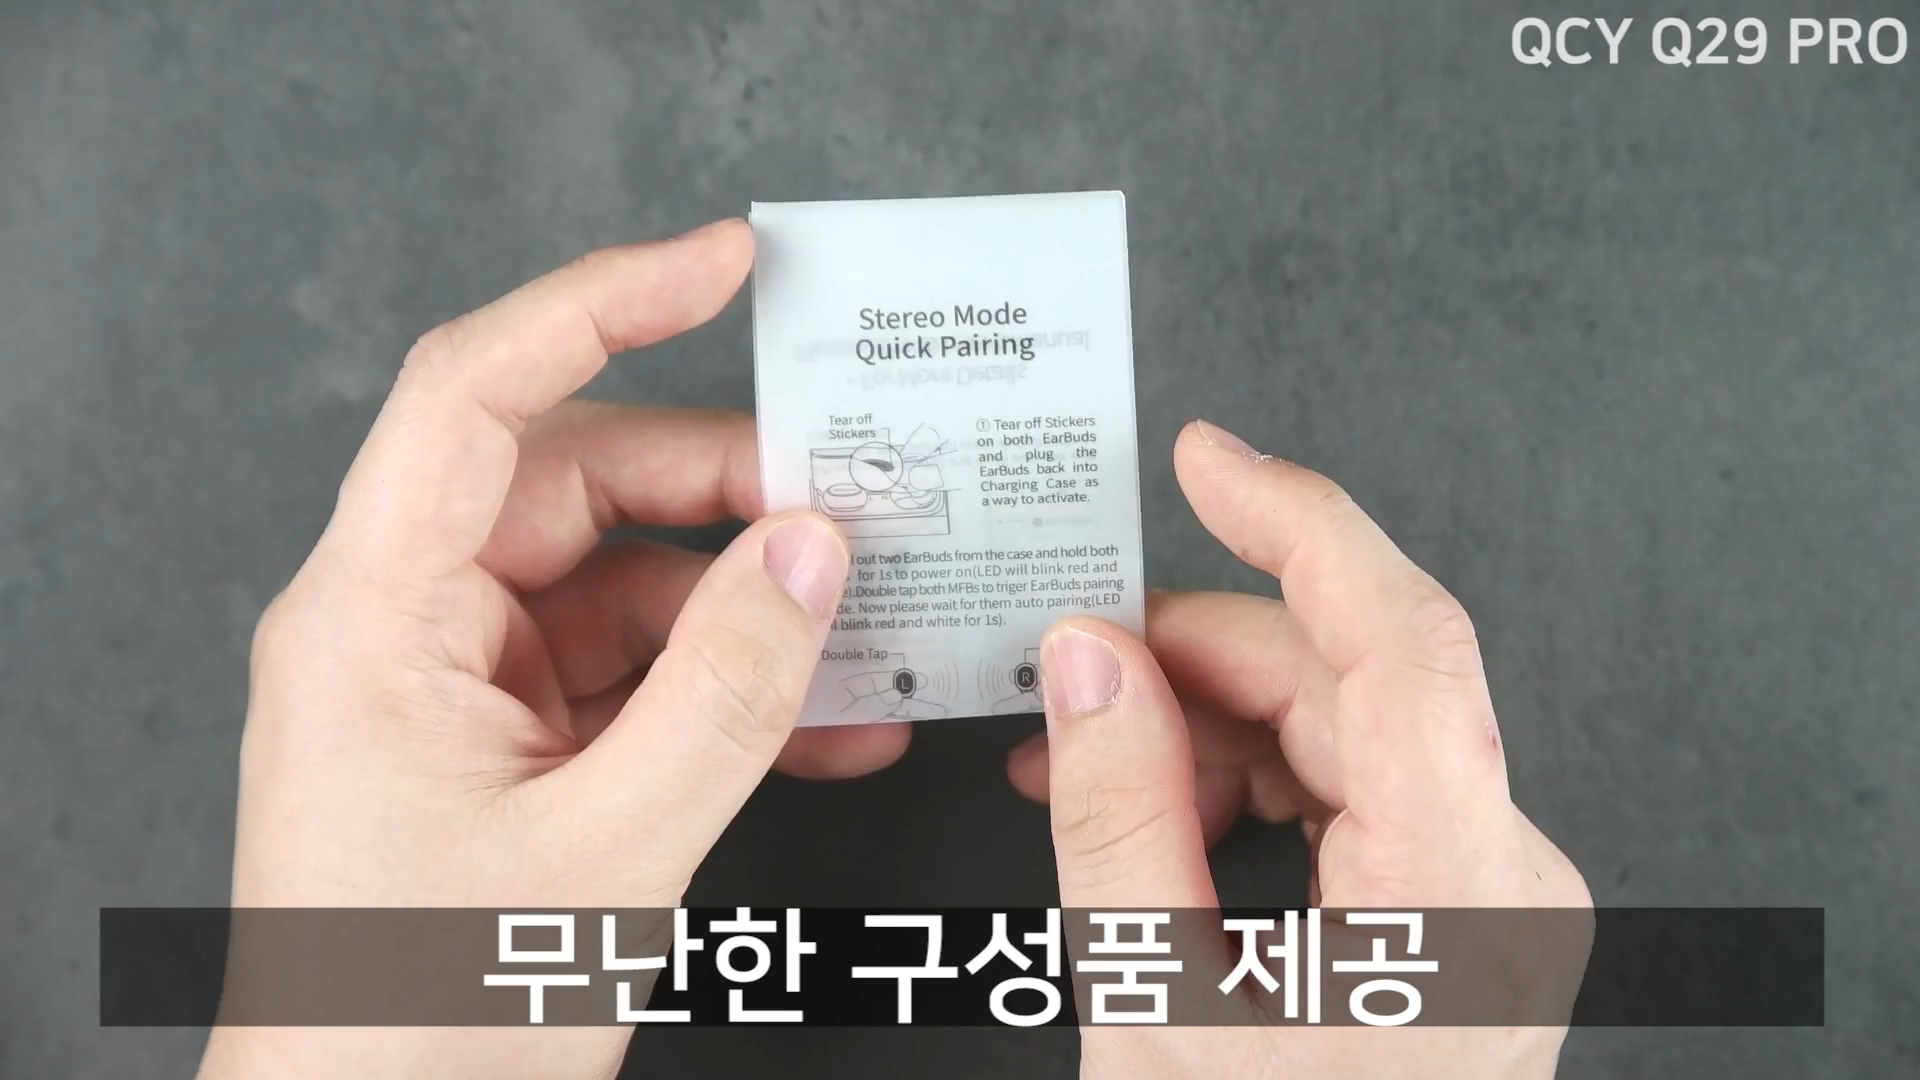 QCY Q29 PRO
Stereo Mode
Quick Pairing
For More Details
Tear off
Stickers
① Tear off Stickers
on both EarBuds
and plug the
EarBuds back into
Charging Case as
a way to activate.
out two EarBuds from the case and hold both
for 1s to power on(LED will blink red and
Double tap both MFBs to triger EarBuds pairing
Now please wait for them auto pairing(LED
blink red and white for 1s).
Double Tap
L
R
무난한 구성품 제공